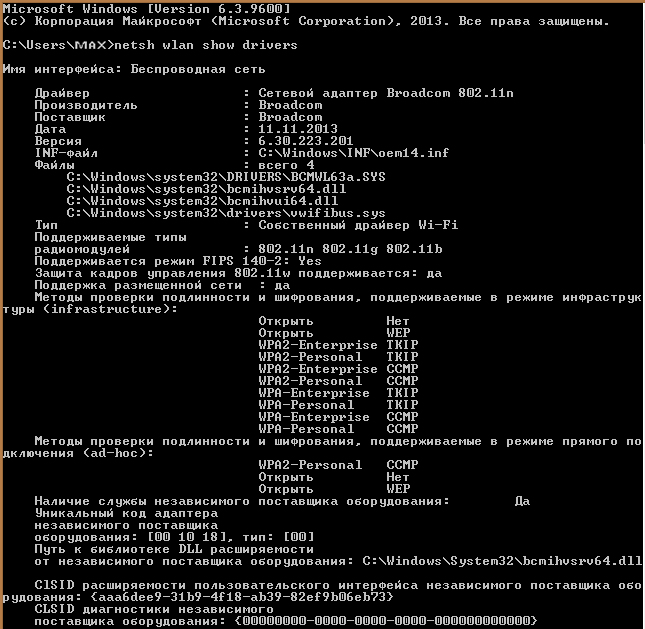 Microsoft Windows [Version 6.3.9600]
(c) Корпорация Майкрософт (Microsoft Corporation), 2013. Все права защищены.
C:\Users\MAX>netsh wlan show drivers
Имя интерфейса: Беспроводная сеть
Драйвер : Сетевой адаптер Broadcom 802.11n
Производитель : Broadcom
Поставщик : Broadcom
Дата : 11.11.2013
Версия : 6.30.223.201
INF-файл : C:\Windows\INF\oem14.inf
Файлы : всего 4
C:\Windows\system32\DRIVERS\BCMWL63a.SYS
C:\Windows\system32\bcmihvsrv64.dll
C:\Windows\system32\bcmihvui64.dll
C:\Windows\system32\drivers\vwifibus.sys
Тип : Собственный драйвер Wi-Fi
Поддерживаемые типы
радиомодулей : 802.11n 802.11g 802.11b
Поддерживается режим FIPS 140-2: Yes
Защита кадров управления 802.11w поддерживается: да
Поддержка размещенной сети : да
Методы проверки подлинности и шифрования, поддерживаемые в режиме инфрастру­к
туры (infrastructure):
Открыть Нет
Открыть WEP
WPA2-Enterprise TKIP
WPA2-Personal TKIP
WPA2-Enterprise CCMP
WPA2-Personal CCMP
WPA-Enterprise TKIP
WPA-Personal TKIP
WPA-Enterprise CCMP
WPA-Personal CCMP
Методы проверки подлинности и шифрования, поддерживаемые в режиме прямого по
дключения (ad-hoc):
WPA2-Personal CCMP
Открыть Нет
Открыть WEP
Наличие службы независимого поставщика оборудования: Да
Уникальный код адаптера
независимого поставщика
оборудования: [00 10 18], тип: [00]
Путь к библиотеке DLL расширяемости
от независимого поставщика оборудования: C:\Windows\System32\bcmihvsrv64.dll
ClSID расширяемости пользовательского интерфейса независимого поставщика обо
рудования: {aaa6dee9-31b9-4f18-ab39-82ef9b06eb73}
CLSID диагностики независимого
поставщика оборудования: {00000000-0000-0000-0000-000000000000}